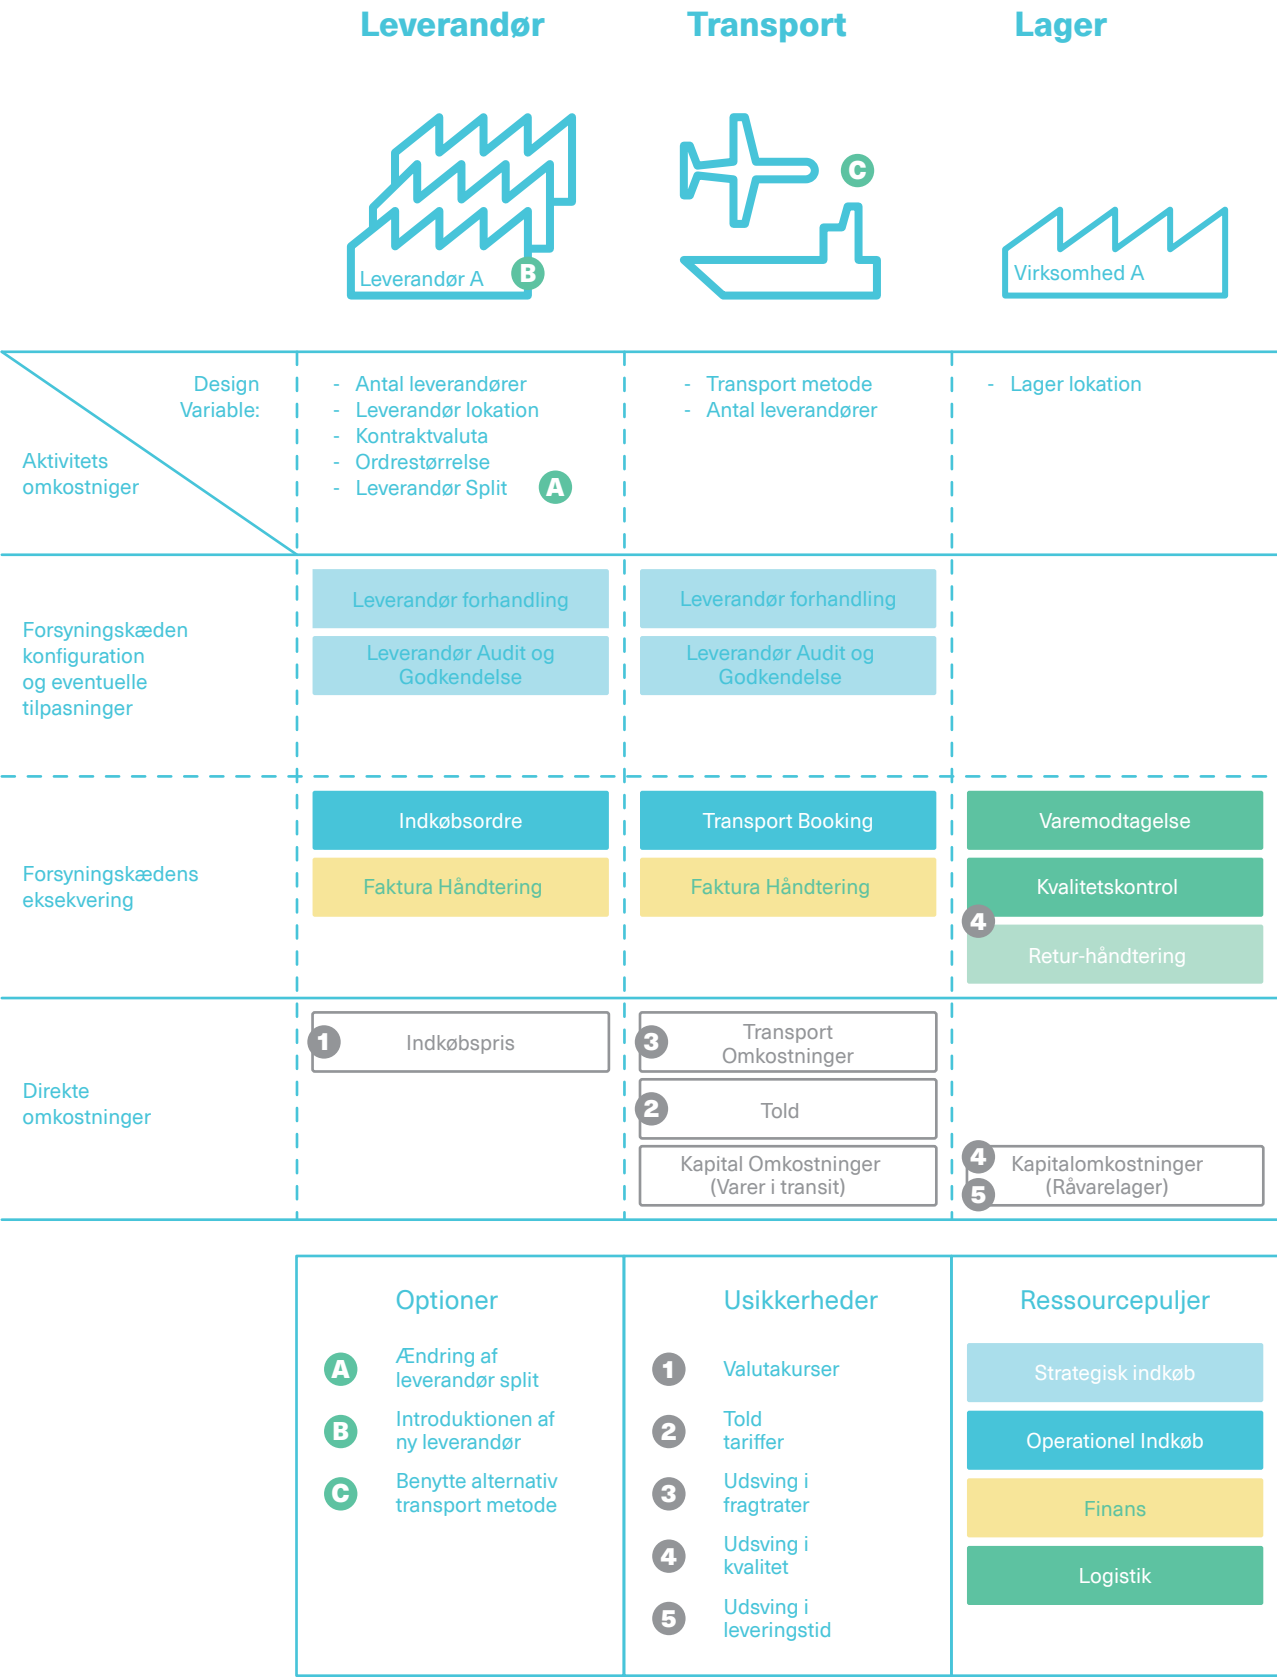 Leverandør
Transport
Lager
C
Leverandør A
B
Virksomhed A
Design
Variable:
Aktivitets
omkostniger
- Antal leverandører
- Leverandør lokation
- Kontraktvaluta
- Ordrestørrelse
- Leverandør Split
A
- Transport metode
- Antal leverandører
- Lager lokation
Forsyningskæden
konfiguration
og eventuelle
tilpasninger
Leverandør forhandling
Leverandør Audit og
Godkendelse
Leverandør forhandling
Leverandør Audit og
Godkendelse
Forsyningskædens
eksekvering
Indkøbsordre
Faktura Håndtering
Transport Booking
Faktura Håndtering
Varemodtagelse
Kvalitetskontrol
4
Retur-håndtering
Direkte
omkostninger
1
Indkøbspris
3
Transport
Omkostninger
2
Told
Kapital Omkostninger
(Varer i transit)
4
5
Kapitalomkostninger
(Råvarelager)
Optioner
A
Ændring af
leverandør split
B
Introduktionen af
ny leverandør
C
Benytte alternativ
transport metode
Usikkerheder
1
Valutakurser
2
Told
tariffer
3
Udsving i
fragtrater
4
Udsving i
kvalitet
5
Udsving i
leveringstid
Ressourcepuljer
Strategisk indkøb
Operationel Indkøb
Finans
Logistik